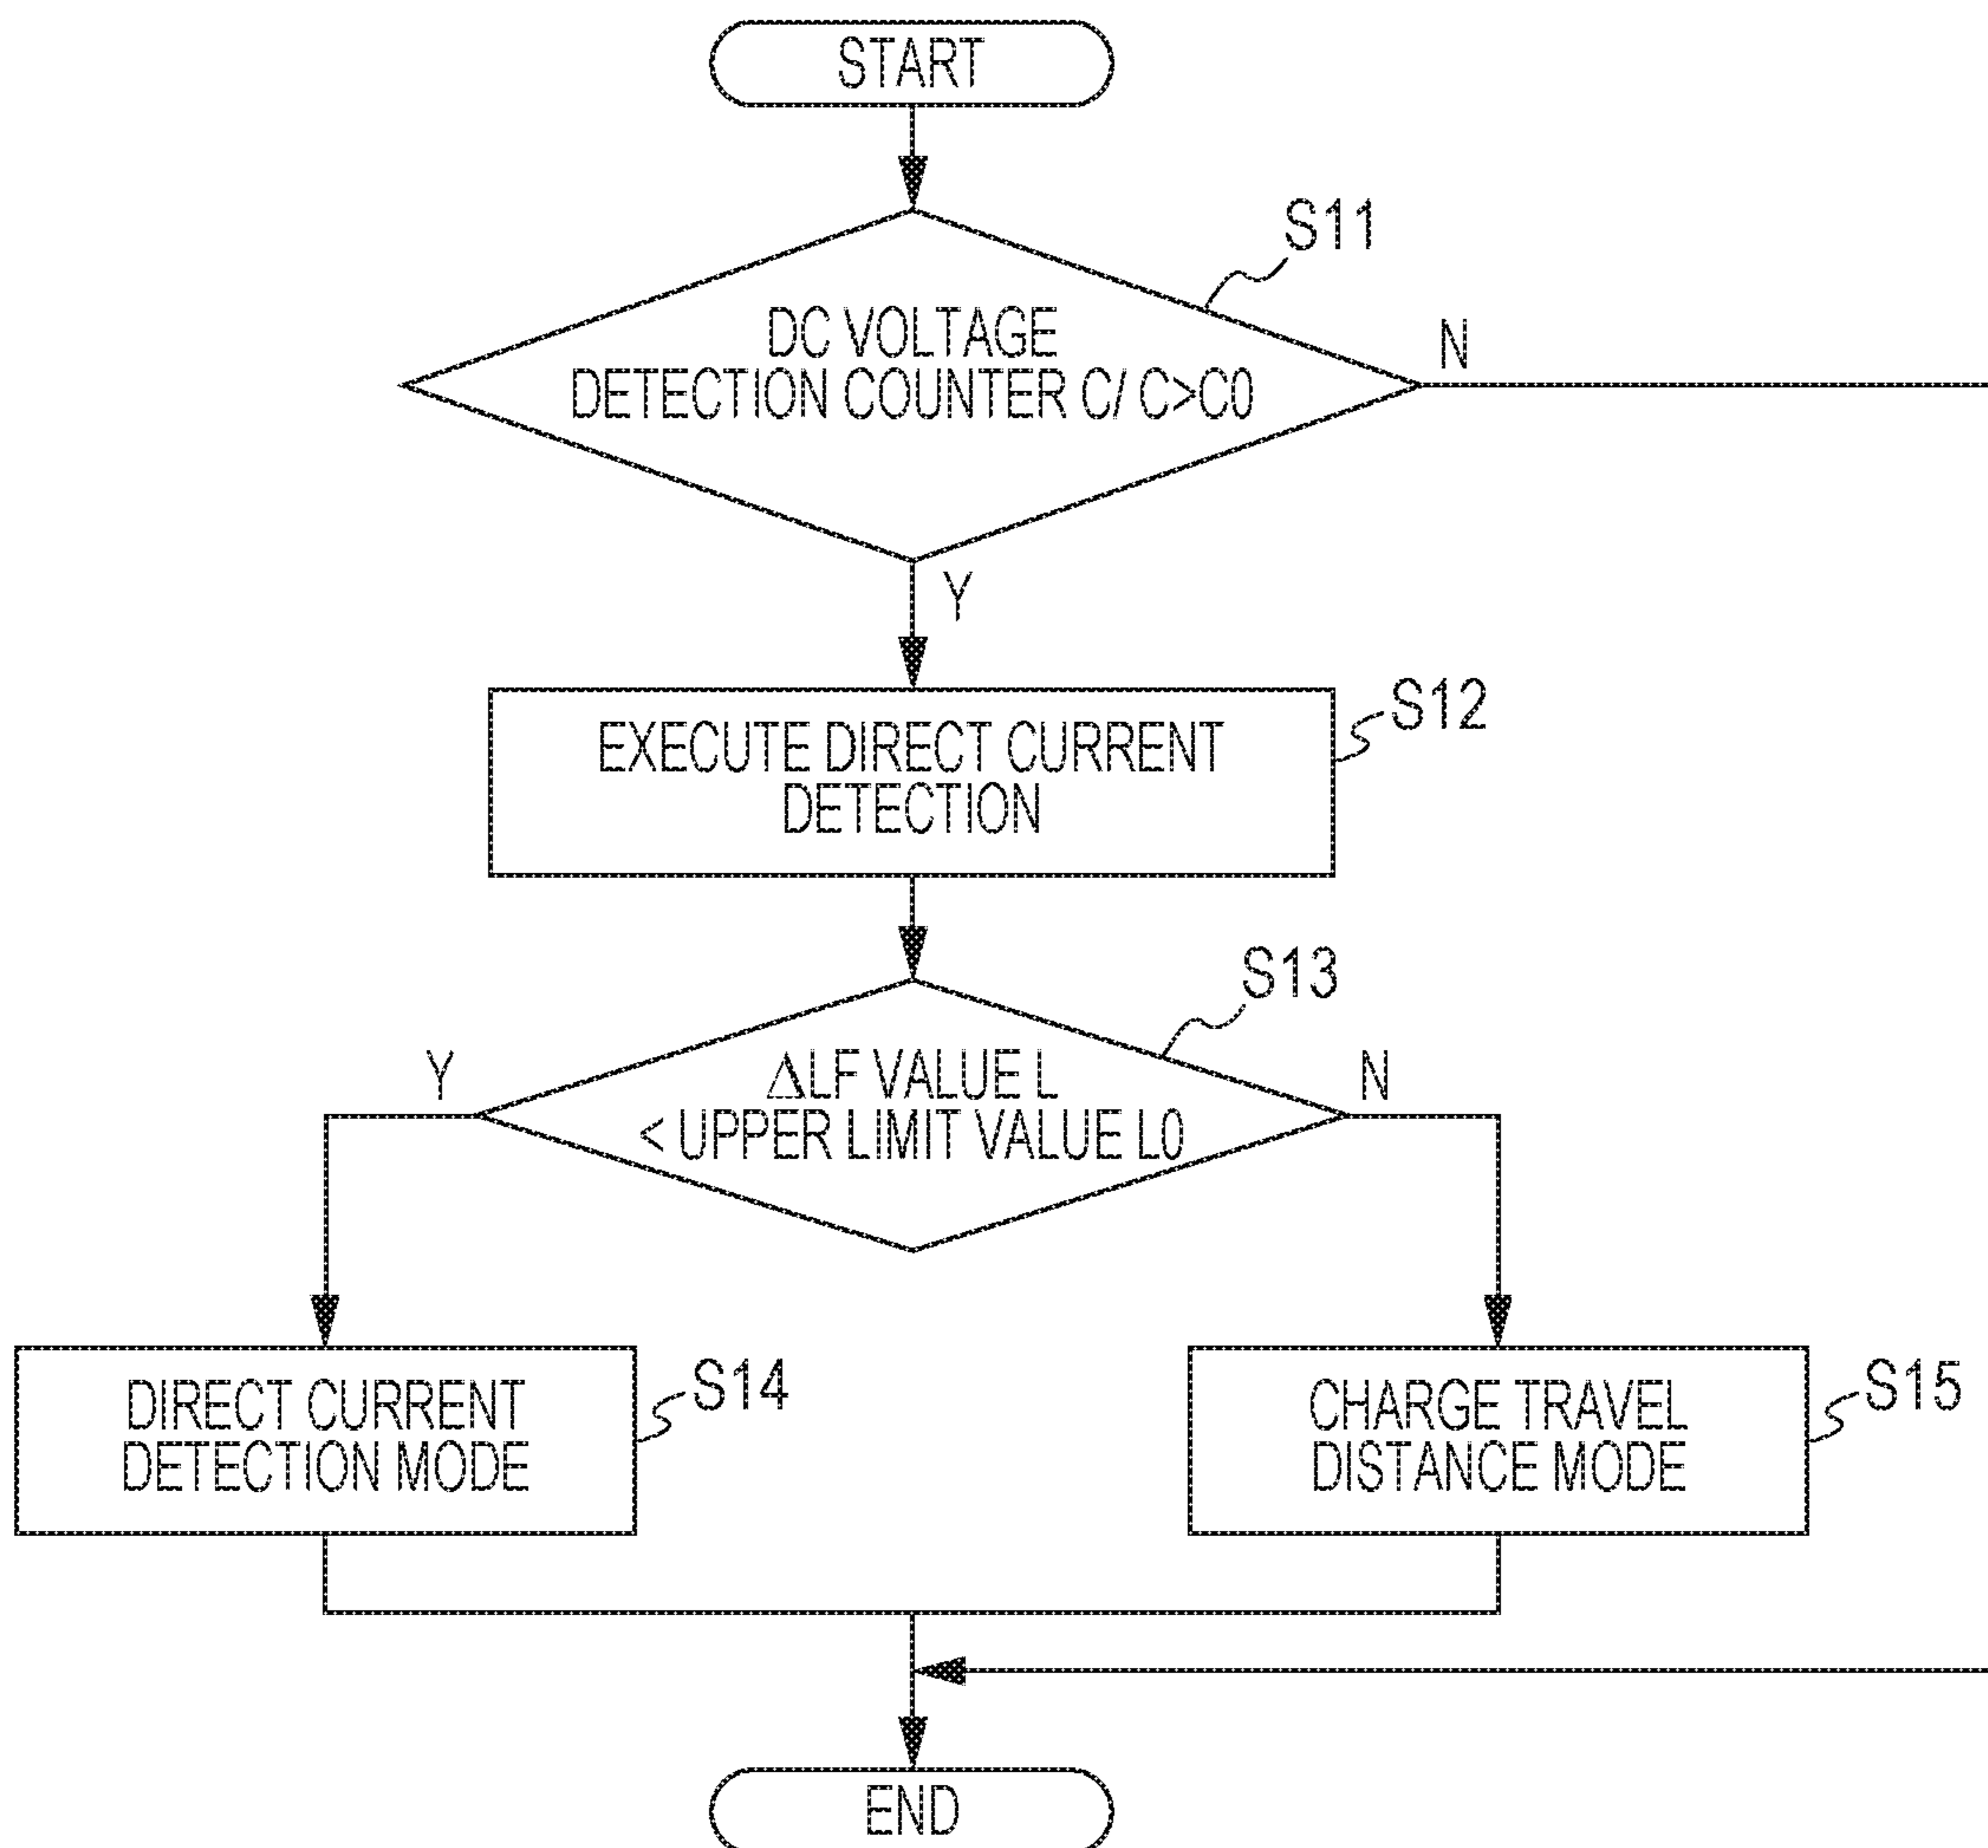 START
S11
DC VOLTAGE
DETECTION COUNTER C/ C>C0
N
Y
EXECUTE DIRECT CURRENT
DETECTION
S12
S13
ΔLF VALUE L
< UPPER LIMIT VALUE L0
Y
N
DIRECT CURRENT
DETECTION MODE
S14
CHARGE TRAVEL
DISTANCE MODE
S15
END